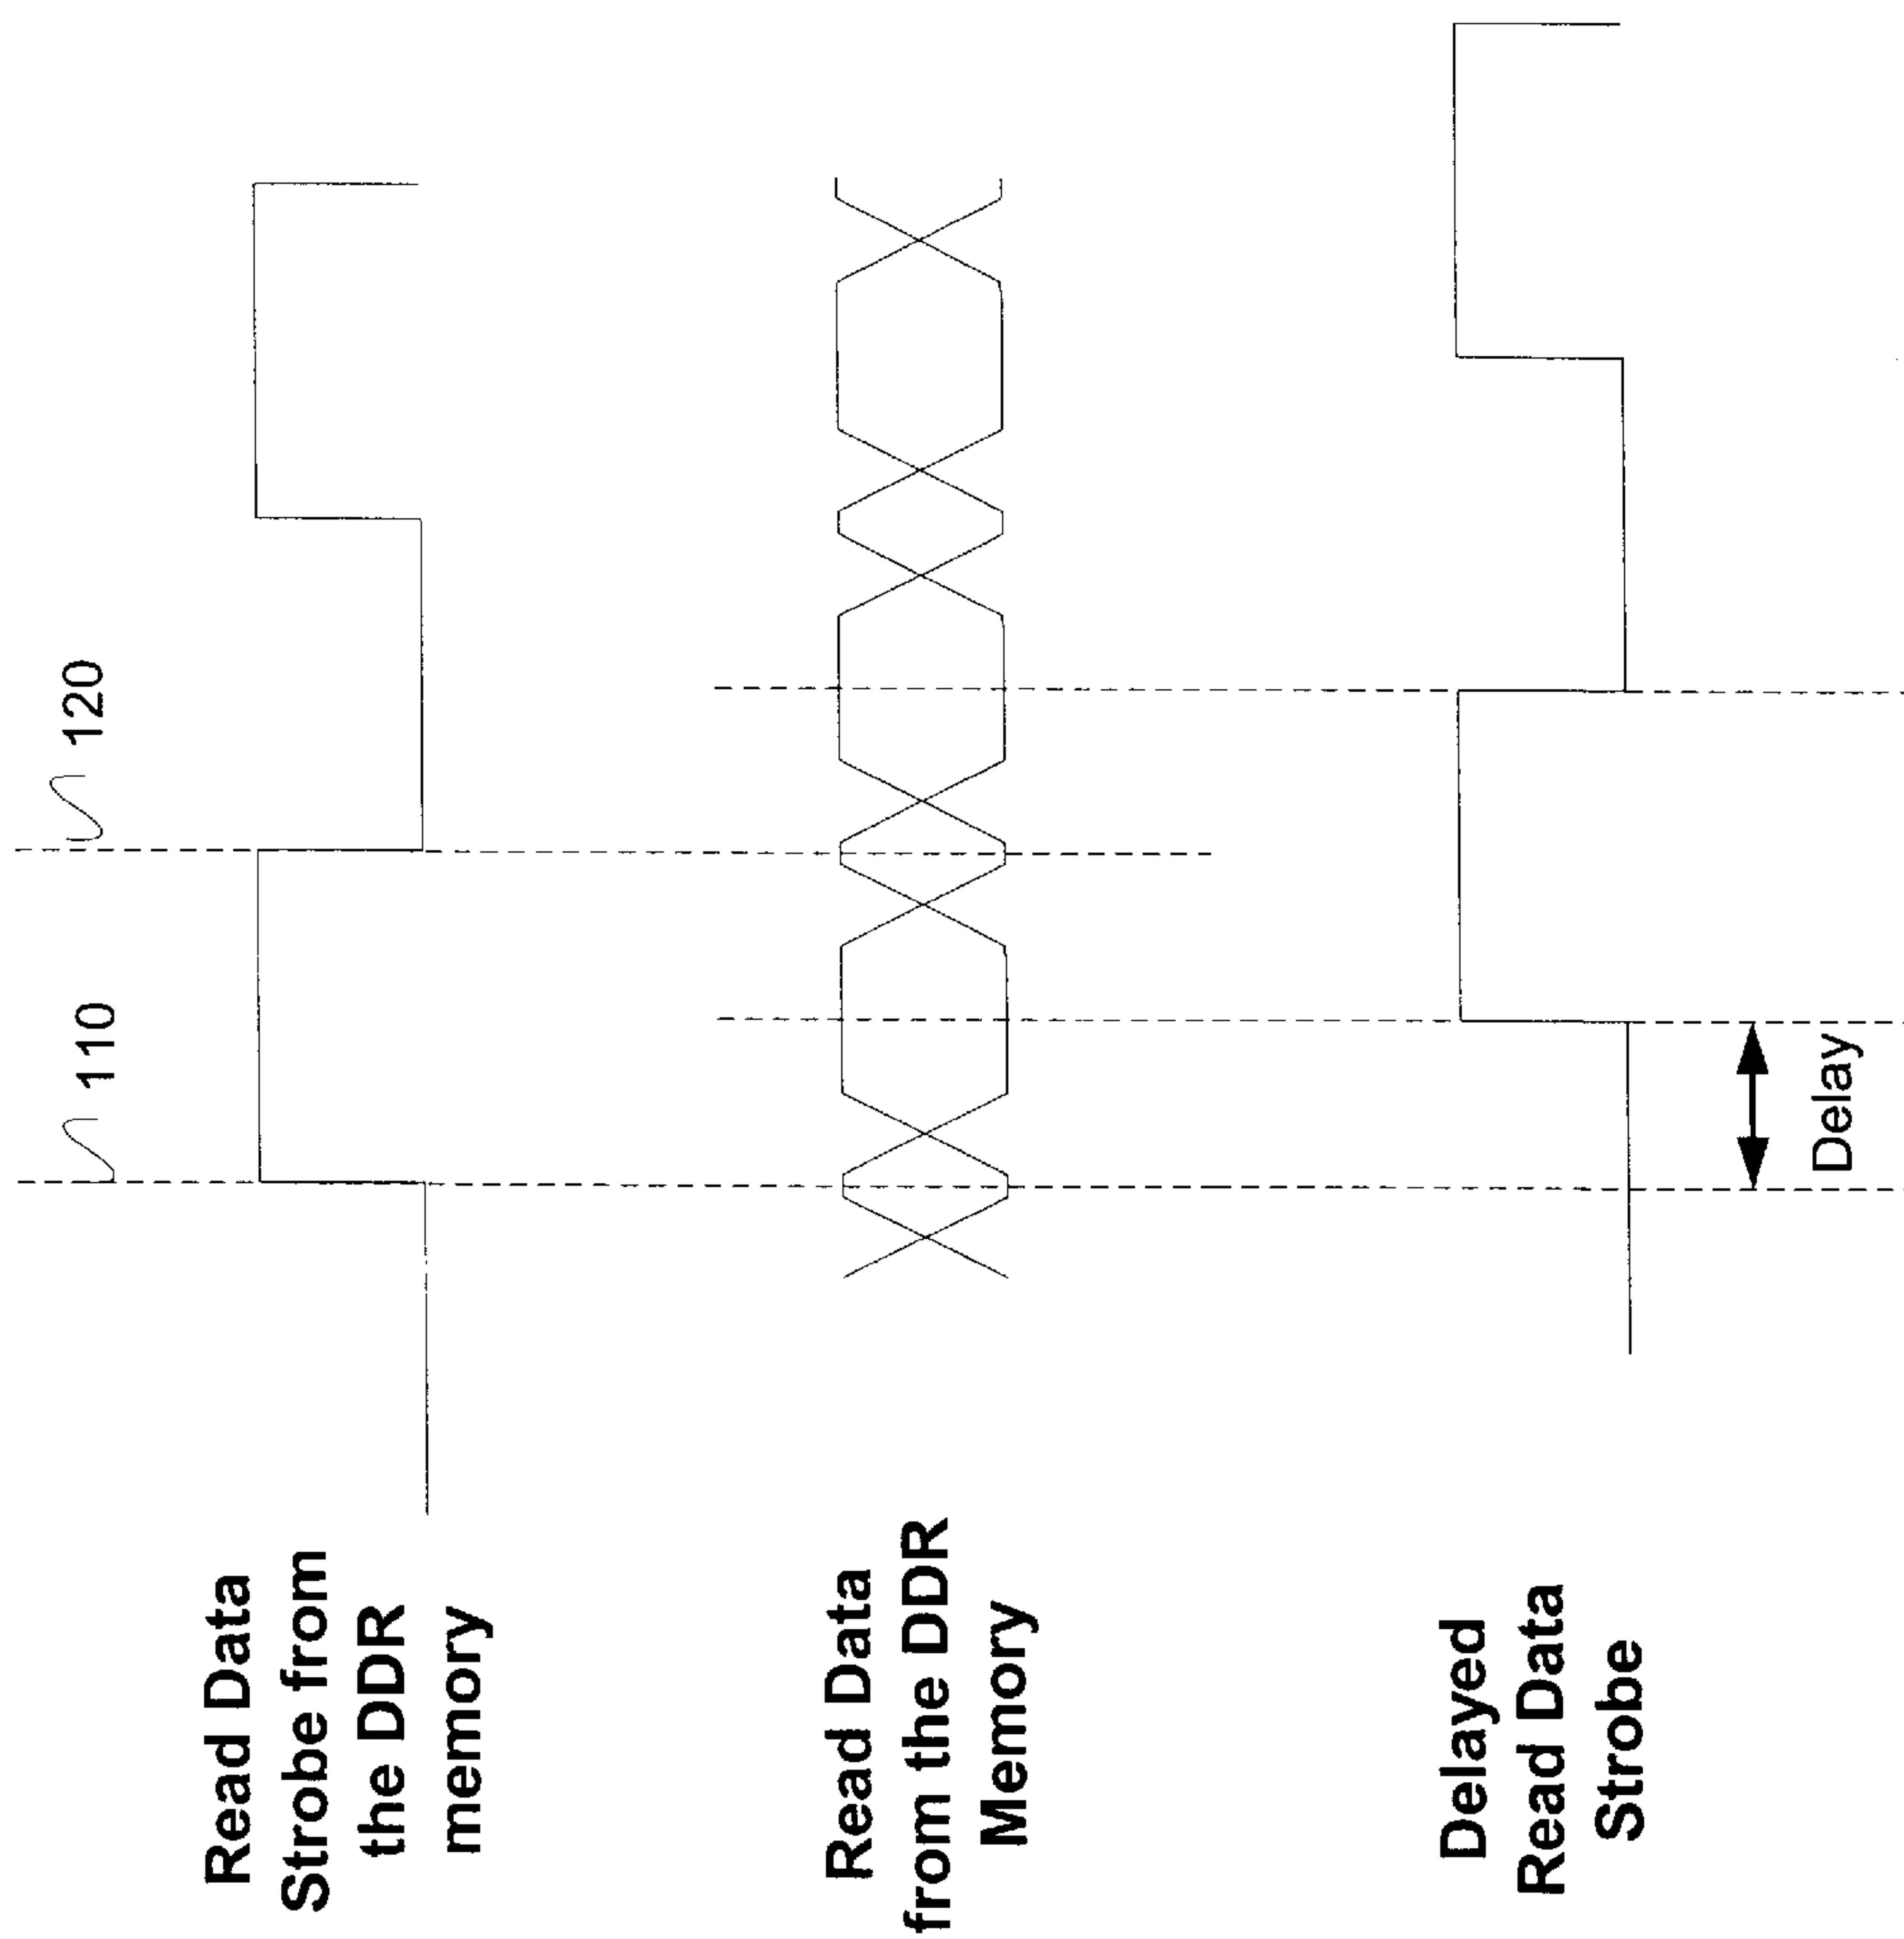 110
120
Read Data
Strobe from
the DDR
memory
Read Data
from the DDR
Memory
Delayed
Read Data
Strobe
Delay